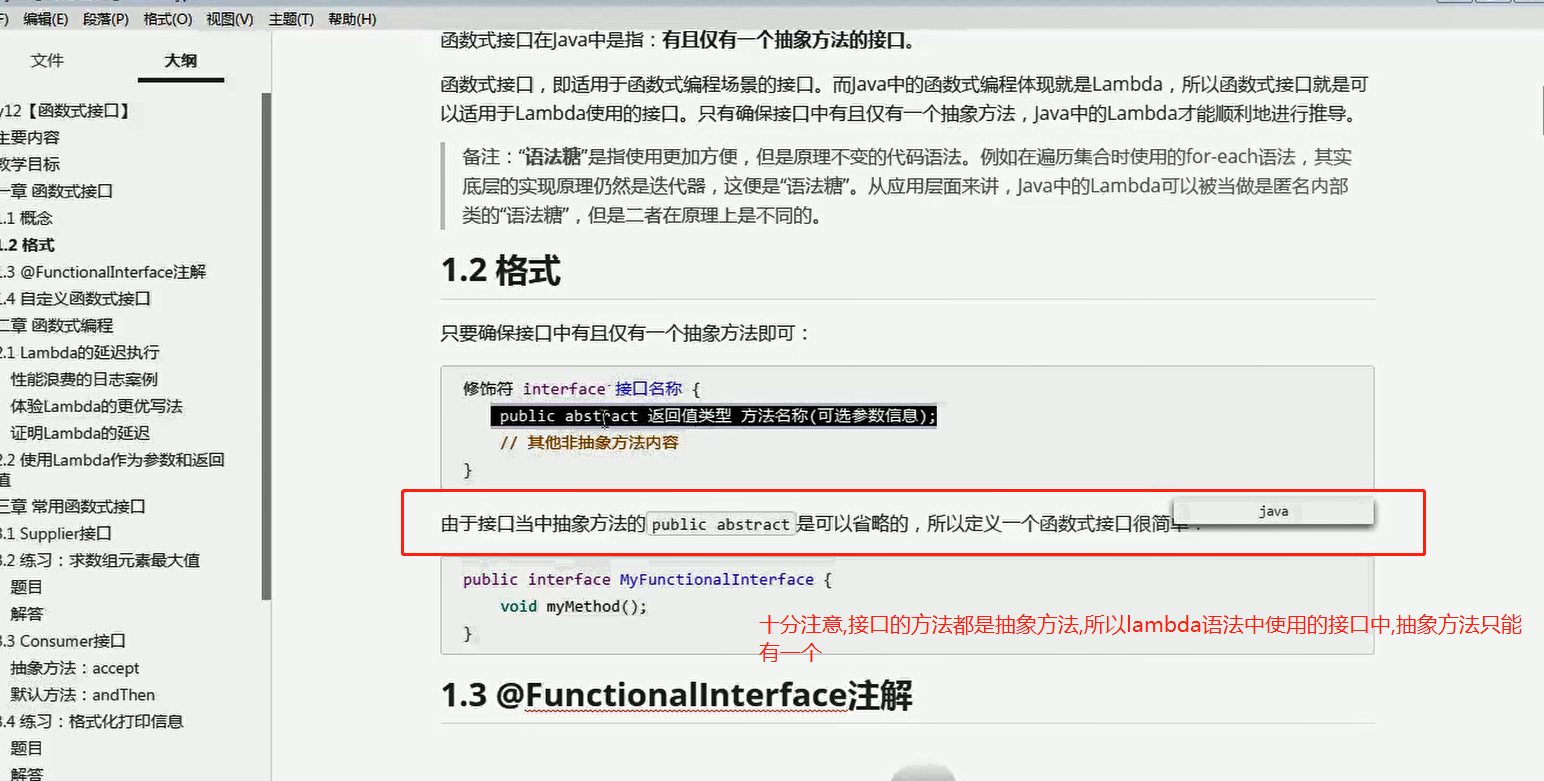 编辑(E) 段落(P) 格式(O) 视图(V) 主题(T) 帮助(H)
文件 大纲
12【函数式接口】
主要内容
教学目标
一章 函数式接口
.1 概念
1.2 格式
.3 @FunctionalInterface注解
.4 自定义函数式接口
二章 函数式编程
2.1 Lambda的延迟执行
性能浪费的日志案例
体验Lambda的更优写法
证明Lambda的延迟
2.2 使用Lambda作为参数和返回
值
三章 常用函数式接口
3.1 Supplier接口
3.2 练习：求数组元素最大值
题目
解答
3.3 Consumer接口
抽象方法：accept
默认方法：andThen
3.4 练习：格式化打印信息
题目
解答
函数式接口在Java中是指：有且仅有一个抽象方法的接口。
函数式接口，即适用于函数式编程场景的接口。而Java中的函数式编程体现就是Lambda，所以函数式接口就是可
以适用于Lambda使用的接口。只有确保接口中有且仅有一个抽象方法，Java中的Lambda才能顺利地进行推导。
备注：“语法糖”是指使用更加方便，但是原理不变的代码语法。例如在遍历集合时使用的for-each语法，其实
底层的实现原理仍然是迭代器，这便是“语法糖”。从应用层面来讲，Java中的Lambda可以被当做是匿名内部
类的“语法糖”，但是二者在原理上是不同的。
1.2 格式
只要确保接口中有且仅有一个抽象方法即可：
修饰符 interface 接口名称 {
public abstract 返回值类型 方法名称(可选参数信息);
// 其他非抽象方法内容
}
java
由于接口当中抽象方法的public abstract是可以省略的，所以定义一个函数式接口很简单：
public interface MyFunctionalInterface {
void myMethod();
}
十分注意,接口的方法都是抽象方法,所以lambda语法中使用的接口中,抽象方法只能
有一个
1.3 @FunctionalInterface注解